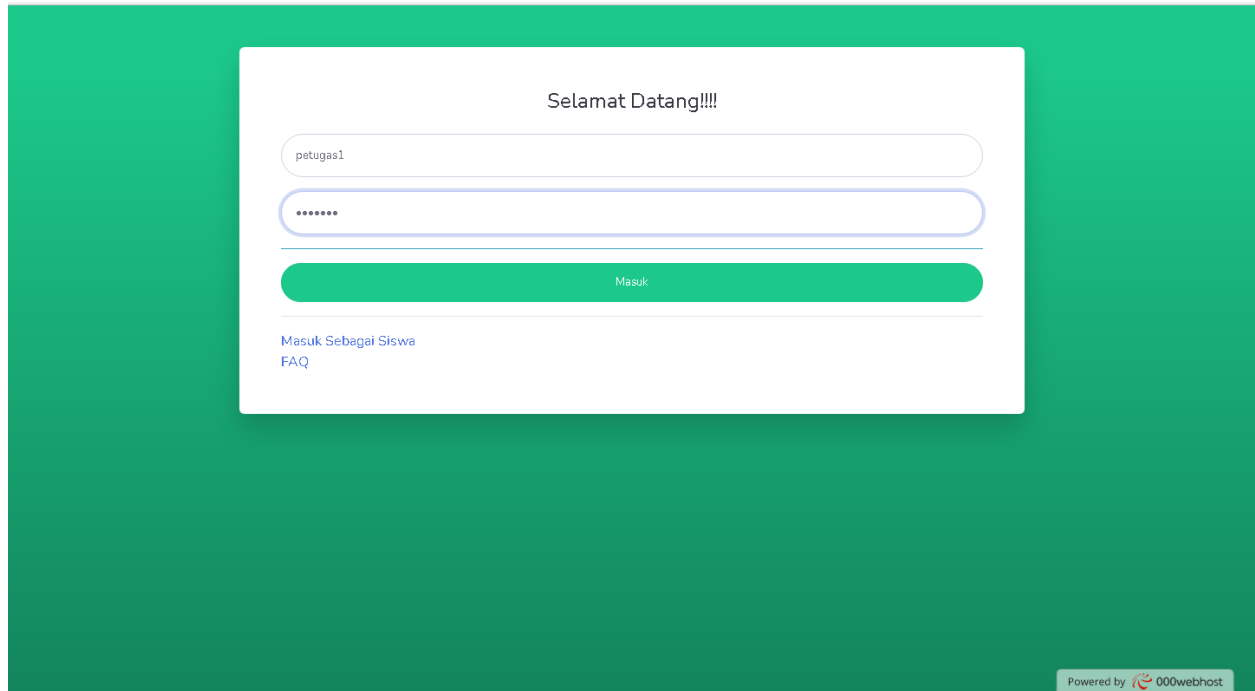 Selamat Datang!!!!
petugas1
•••••••
Masuk
Masuk Sebagai Siswa
FAQ
Powered by 000webhost